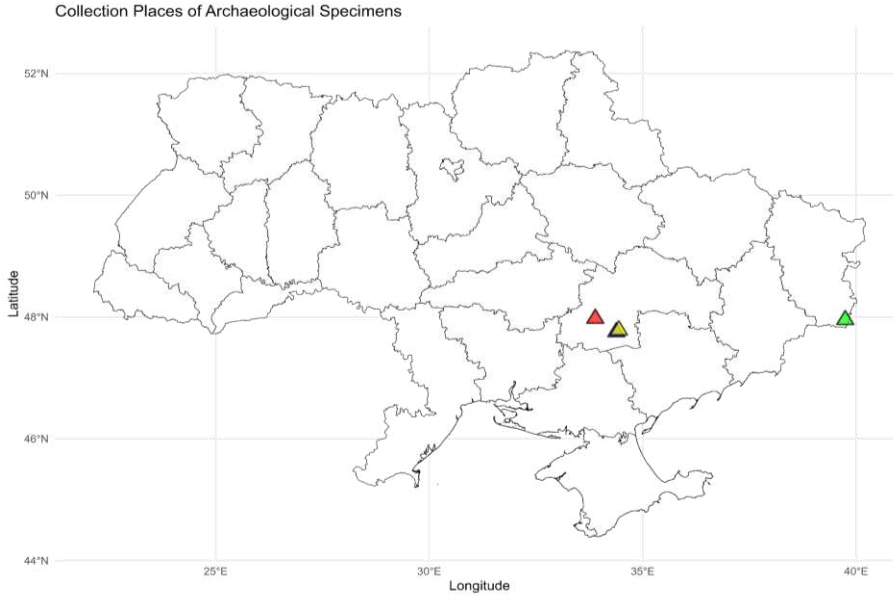 Collection Places of Archaeological Specimens
52°N
50°N
48°N
46°N
44°N
Latitude
25°E
30°E
35°E
40°E
Longitude